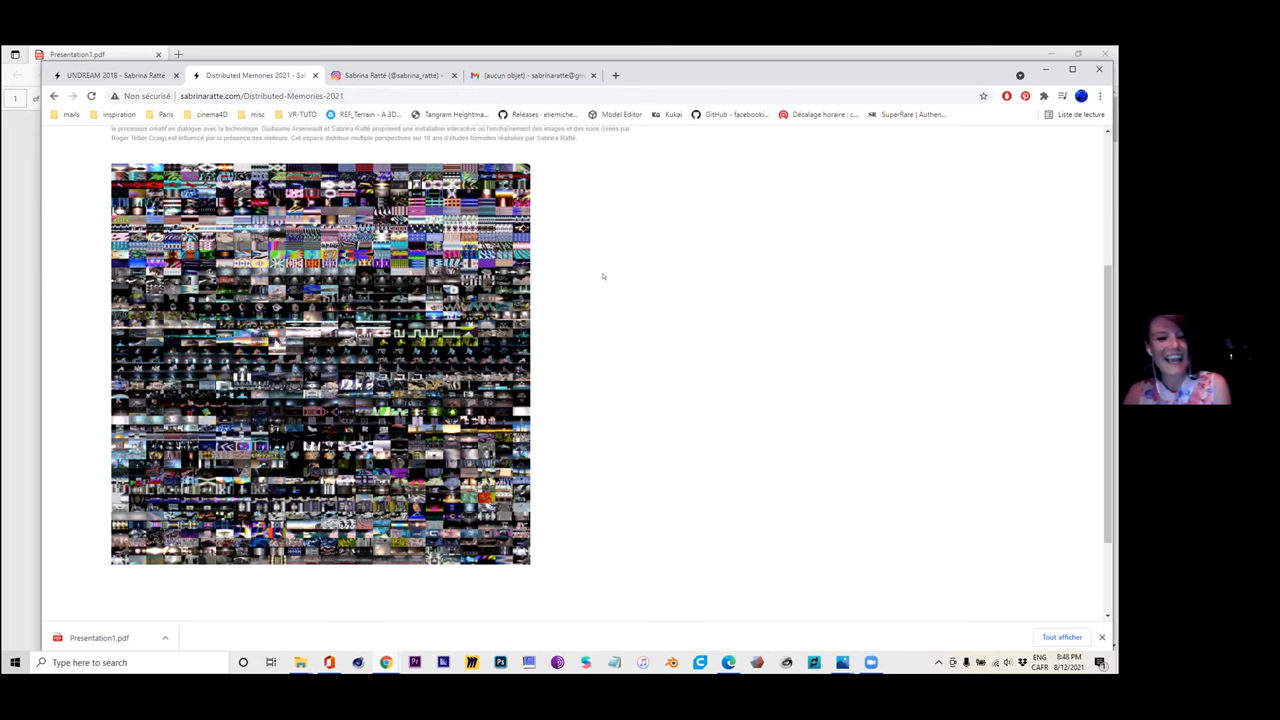 Presentation1.pdf
UNDREAM 2018 - Sabrina Ratté
Distributed Memories 2021 - Sab
Sabrina Ratté (@sabrina_ratte) •
(aucun objet) - sabrinaratte@gm
1 of
Non sécurisé sabrinaratte.com/Distributed-Memories-2021
mails inspiration Paris cinema4D misc VR-TUTO REF_Terrain - A 3D... Tangram Heightma... Releases · eliemiche... Model Editor Kukai GitHub - facebooki... Décalage horaire : c... SuperRare | Authen... Liste de lecture
le processus créatif en dialogue avec la technologie. Guillaume Arseneault et Sabrina Ratté proposent une installation interactive où l'enchaînement des images et des sons (créés par
Roger Tellier Craig) est influencé par la présence des visiteurs. Cet espace distribue multiple perspectives sur 10 ans d'études formelles réalisées par Sabrina Ratté.
Presentation1.pdf
Tout afficher
Type here to search
ENG
CAFR
8:48 PM
8/12/2021